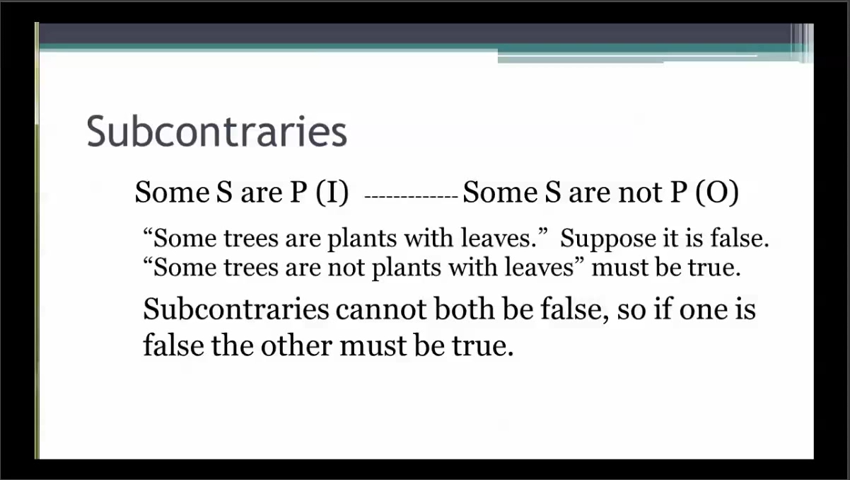 Subcontraries
Some S are P (I) ------------- Some S are not P (O)
“Some trees are plants with leaves.” Suppose it is false.
“Some trees are not plants with leaves” must be true.
Subcontraries cannot both be false, so if one is
false the other must be true.